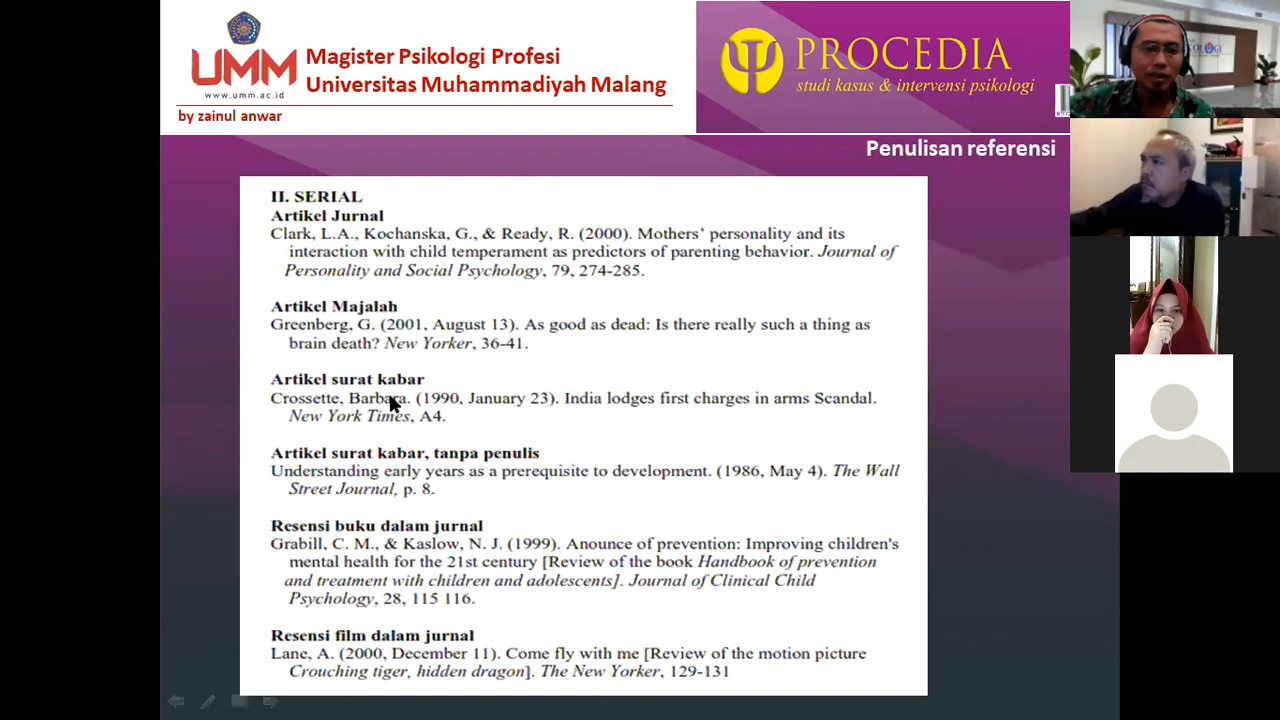 UMM
www.umm.ac.id
Magister Psikologi Profesi
Universitas Muhammadiyah Malang
by zainul anwar
PROCEDIA
studi kasus & intervensi psikologi
Penulisan referensi
II. SERIAL
Artikel Jurnal
Clark, L.A., Kochanska, G., & Ready, R. (2000). Mothers' personality and its
interaction with child temperament as predictors of parenting behavior. Journal of
Personality and Social Psychology, 79, 274-285.
Artikel Majalah
Greenberg, G. (2001, August 13). As good as dead: Is there really such a thing as
brain death? New Yorker, 36-41.
Artikel surat kabar
Crossette, Barbara. (1990, January 23). India lodges first charges in arms Scandal.
New York Times, A4.
Artikel surat kabar, tanpa penulis
Understanding early years as a prerequisite to development. (1986, May 4). The Wall
Street Journal, p. 8.
Resensi buku dalam jurnal
Grabill, C. M., & Kaslow, N. J. (1999). Anounce of prevention: Improving children's
mental health for the 21st century [Review of the book Handbook of prevention
and treatment with children and adolescents]. Journal of Clinical Child
Psychology, 28, 115 116.
Resensi film dalam jurnal
Lane, A. (2000, December 11). Come fly with me [Review of the motion picture
Crouching tiger, hidden dragon]. The New Yorker, 129-131